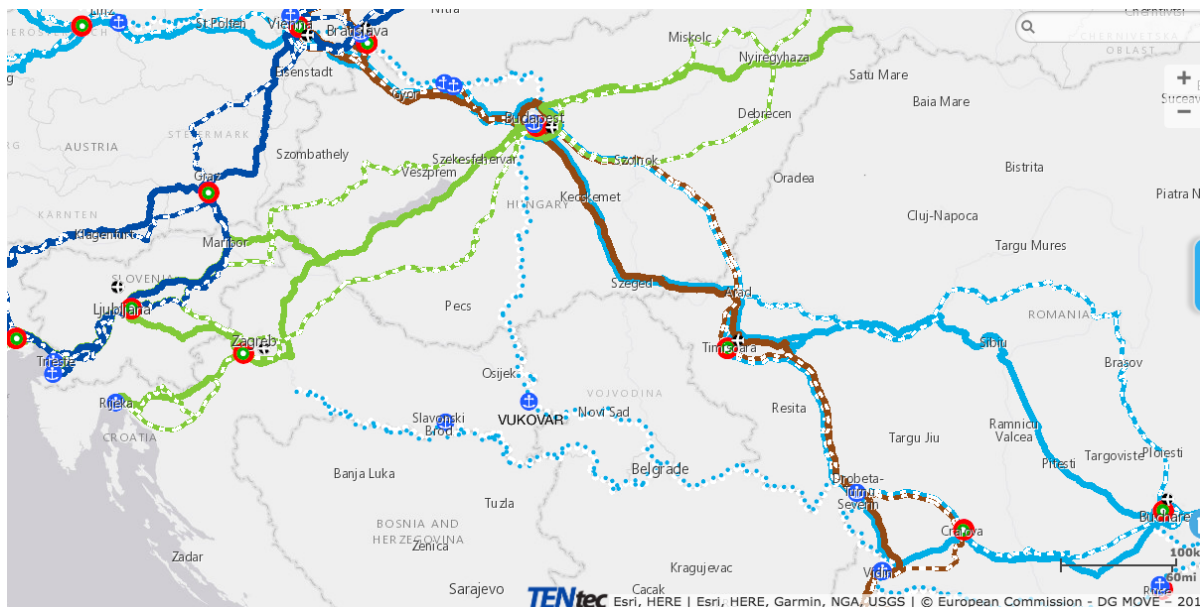 Linz
St Polten
Vienna
Bratislava
Nitra
Chernivtsi
CHERNIVETSKA
OBLAST
Miskolc
Nyiregyhaza
Satu Mare
Eisenstadt
Gyor
Baia Mare
Suceav
STEIERMARK
Budapest
Debrecen
AUSTRIA
Szombathely
Szekesfehervar
Szolnok
Bistrita
Graz
Veszprem
Oradea
Kecskemet
Piatra N
HUNGARY
KÄRNTEN
Cluj-Napoca
Klagenfurt
Maribor
Targu Mures
SLOVENIA
Szeged
Arad
Ljubljana
Pecs
ROMANIA
Zagreb
Timisoara
Sibiu
Trieste
Brasov
Osijek
VOJVODINA
Rijeka
Resita
Slavonski
Brod
VUKOVAR
Novi Sad
CROATIA
Targu Jiu
Ramnicu
Valcea
Banja Luka
Belgrade
Pitesti
Targoviste
Ploiesti
Drobeta-
Turnu
Severin
Tuzla
BOSNIA AND
HERZEGOVINA
Craiova
Buchare
Zenica
Zadar
100k
Kragujevac
Vidin
60mi
Sarajevo
Cacak
Ruse
TENtec
Esri, HERE | Esri, HERE, Garmin, NGA, USGS | © European Commission - DG MOVE – 201